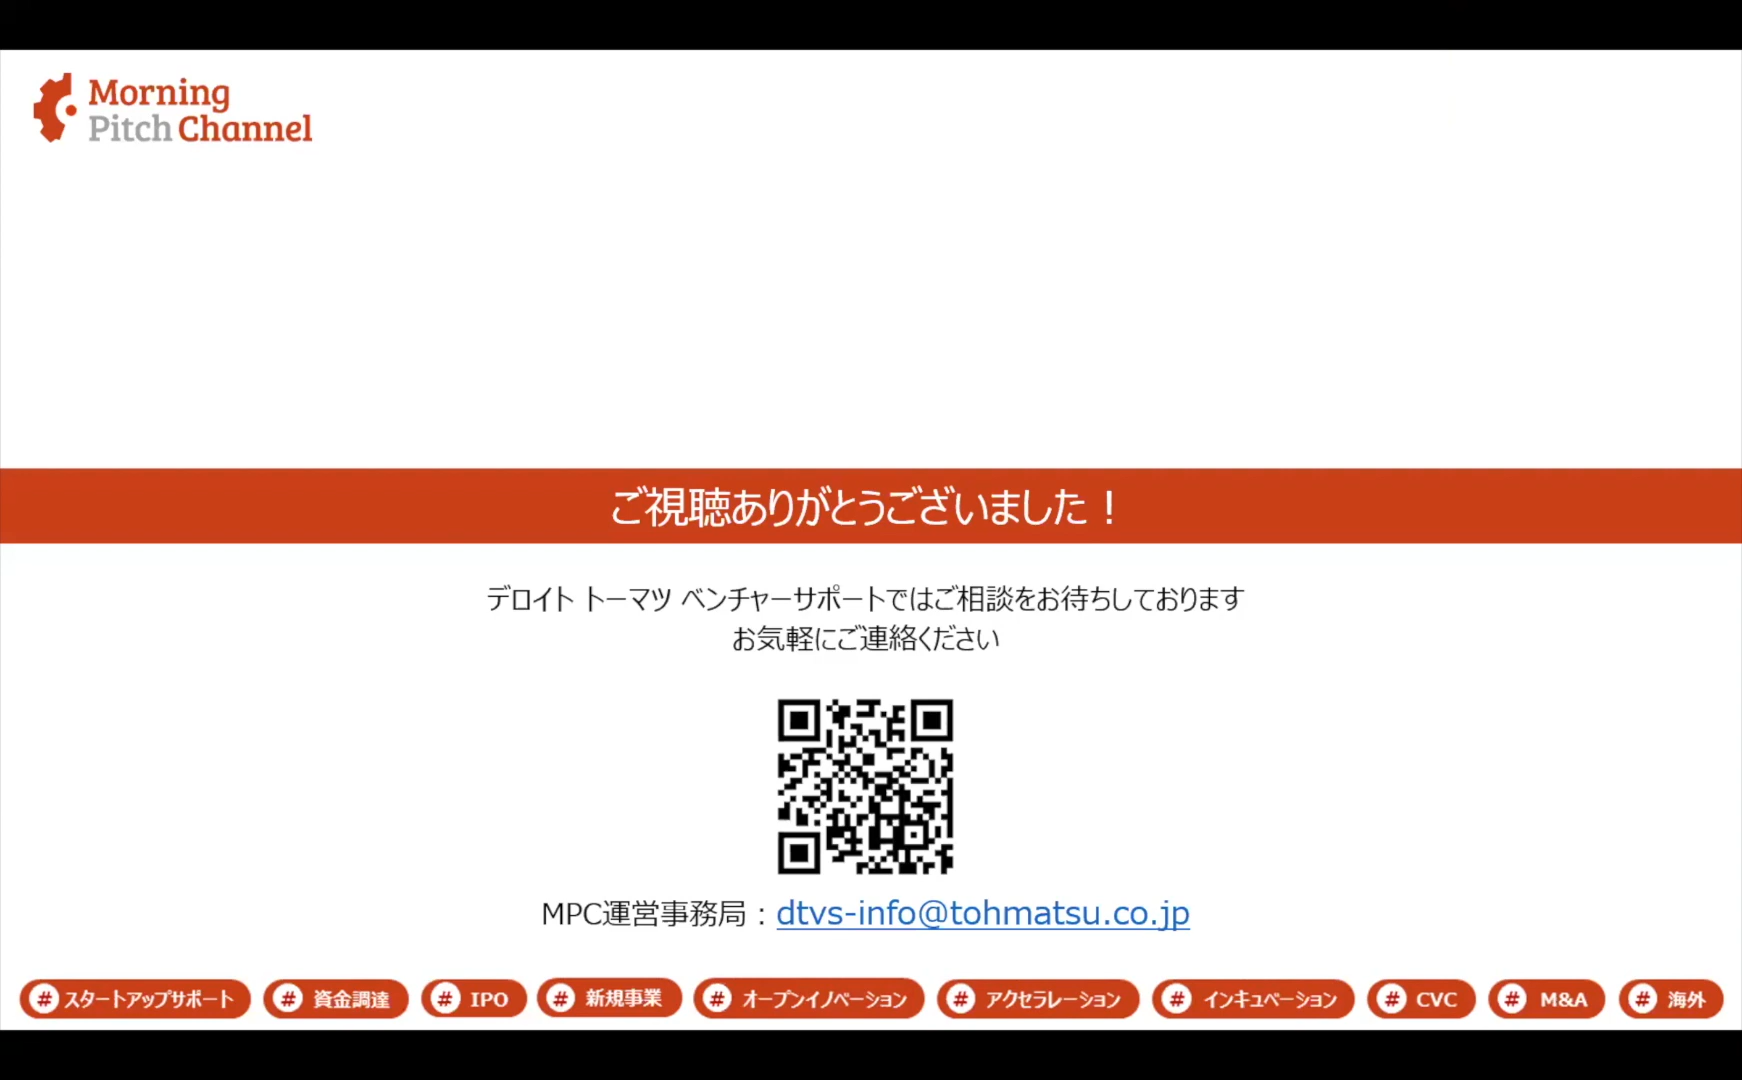 Morning
Pitch Channel
ご視聴ありがとうございました！
デロイト トーマツ ベンチャーサポートではご相談をお待ちしております
お気軽にご連絡ください
MPC運営事務局：dtvs-info@tohmatsu.co.jp
# スタートアップサポート # 資金調達 # IPO # 新規事業 # オープンイノベーション # アクセラレーション # インキュベーション # CVC # M&A # 海外